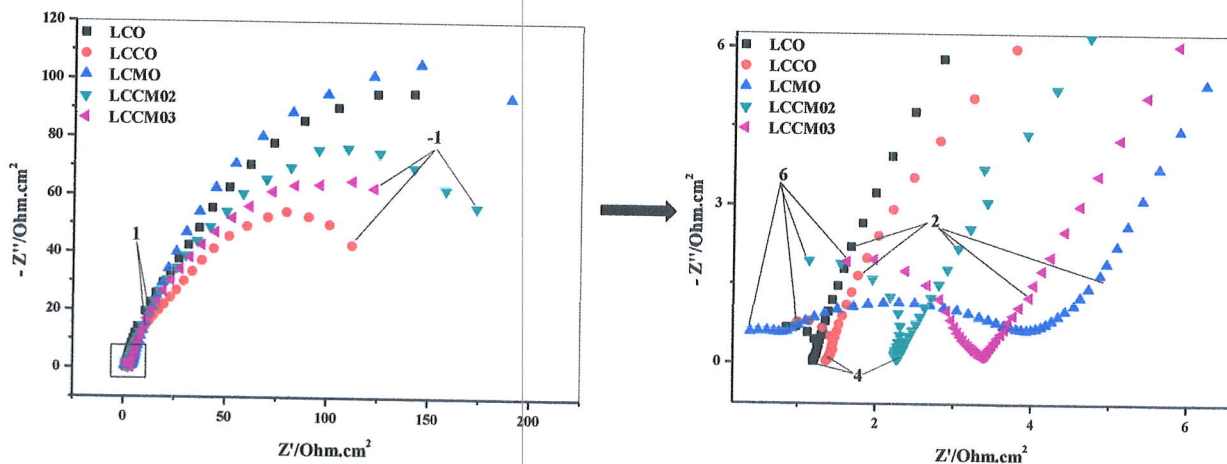 120
100
80
60
40
20
0
- Z''/Ohm.cm²
LCO
LCCO
LCMO
LCCM02
LCCM03
1
-1
0
50
100
150
200
Z'/Ohm.cm²
6
3
0
- Z''/Ohm.cm²
LCO
LCCO
LCMO
LCCM02
LCCM03
6
2
4
2
4
6
Z'/Ohm.cm²